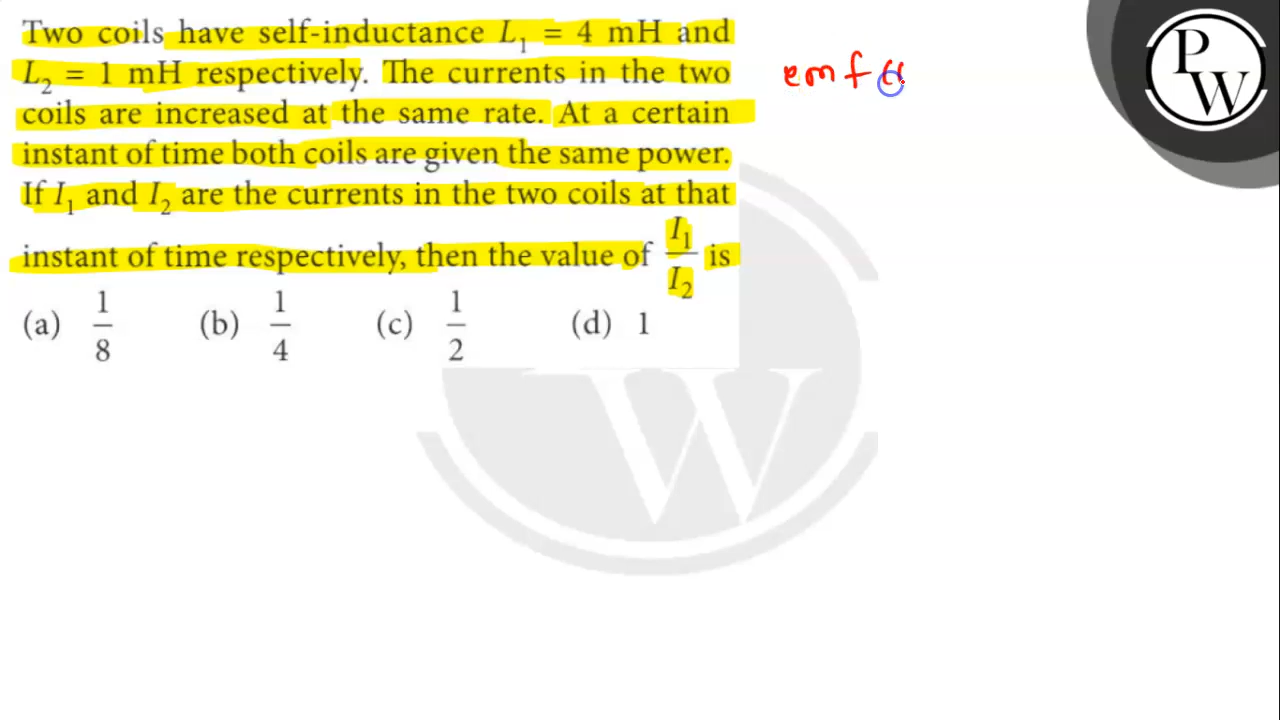 Two coils have self-inductance L₁ = 4 mH and
L₂ = 1 mH respectively. The currents in the two
coils are increased at the same rate. At a certain
instant of time both coils are given the same power.
If I₁ and I₂ are the currents in the two coils at that
instant of time respectively, then the value of I₁/I₂ is
(a) 1/8 (b) 1/4 (c) 1/2 (d) 1
emf
P
W
W